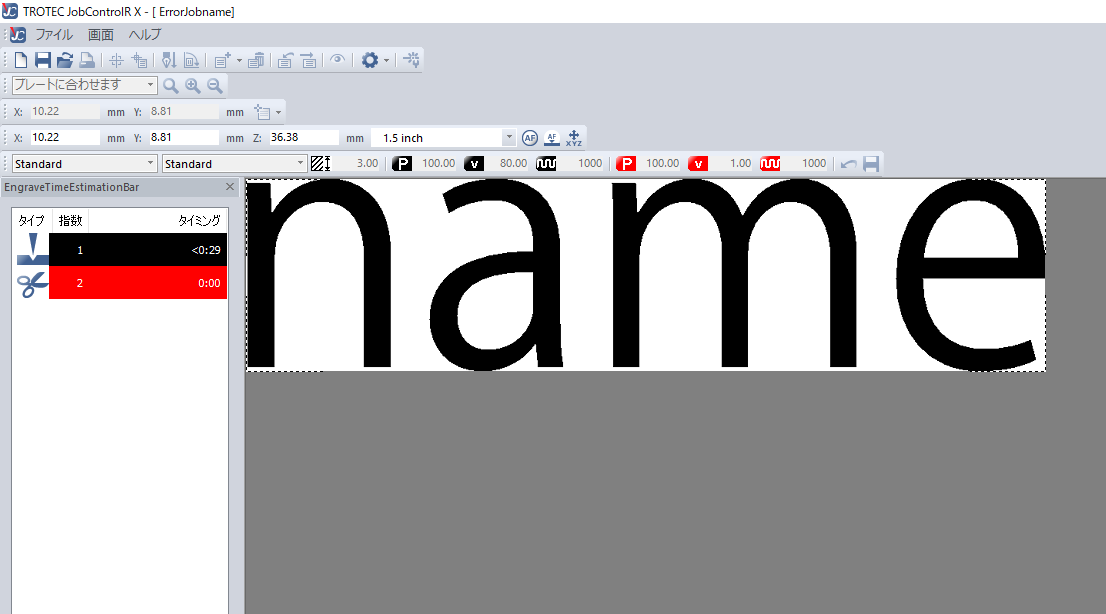 TROTEC JobControlR X - [ ErrorJobname]
ファイル 画面 ヘルプ
プレートに合わせます
X: 10.22 mm Y: 8.81 mm
X: 10.22 mm Y: 8.81 mm Z: 36.38 mm 1.5 inch AF AF XYZ
Standard Standard 3.00 P 100.00 v 80.00 1000 P 100.00 v 1.00 1000
EngraveTimeEstimationBar
タイプ 指数 タイミング
1 <0:29
2 0:00
name